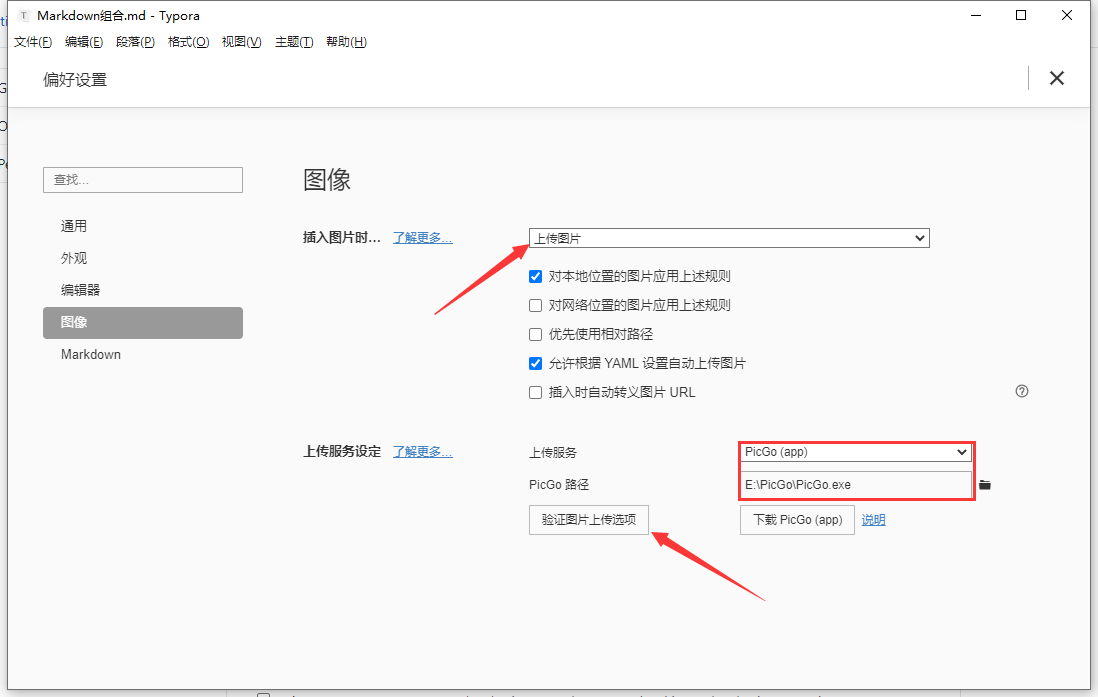 T Markdown组合.md - Typora
文件(F) 编辑(E) 段落(P) 格式(O) 视图(V) 主题(T) 帮助(H)
偏好设置
查找...
通用
外观
编辑器
图像
Markdown
图像
插入图片时... 了解更多... 上传图片
对本地位置的图片应用上述规则
对网络位置的图片应用上述规则
优先使用相对路径
允许根据 YAML 设置自动上传图片
插入时自动转义图片 URL
上传服务设定 了解更多... 上传服务 PicGo (app)
PicGo 路径 E:\PicGo\PicGo.exe
验证图片上传选项 下载 PicGo (app) 说明